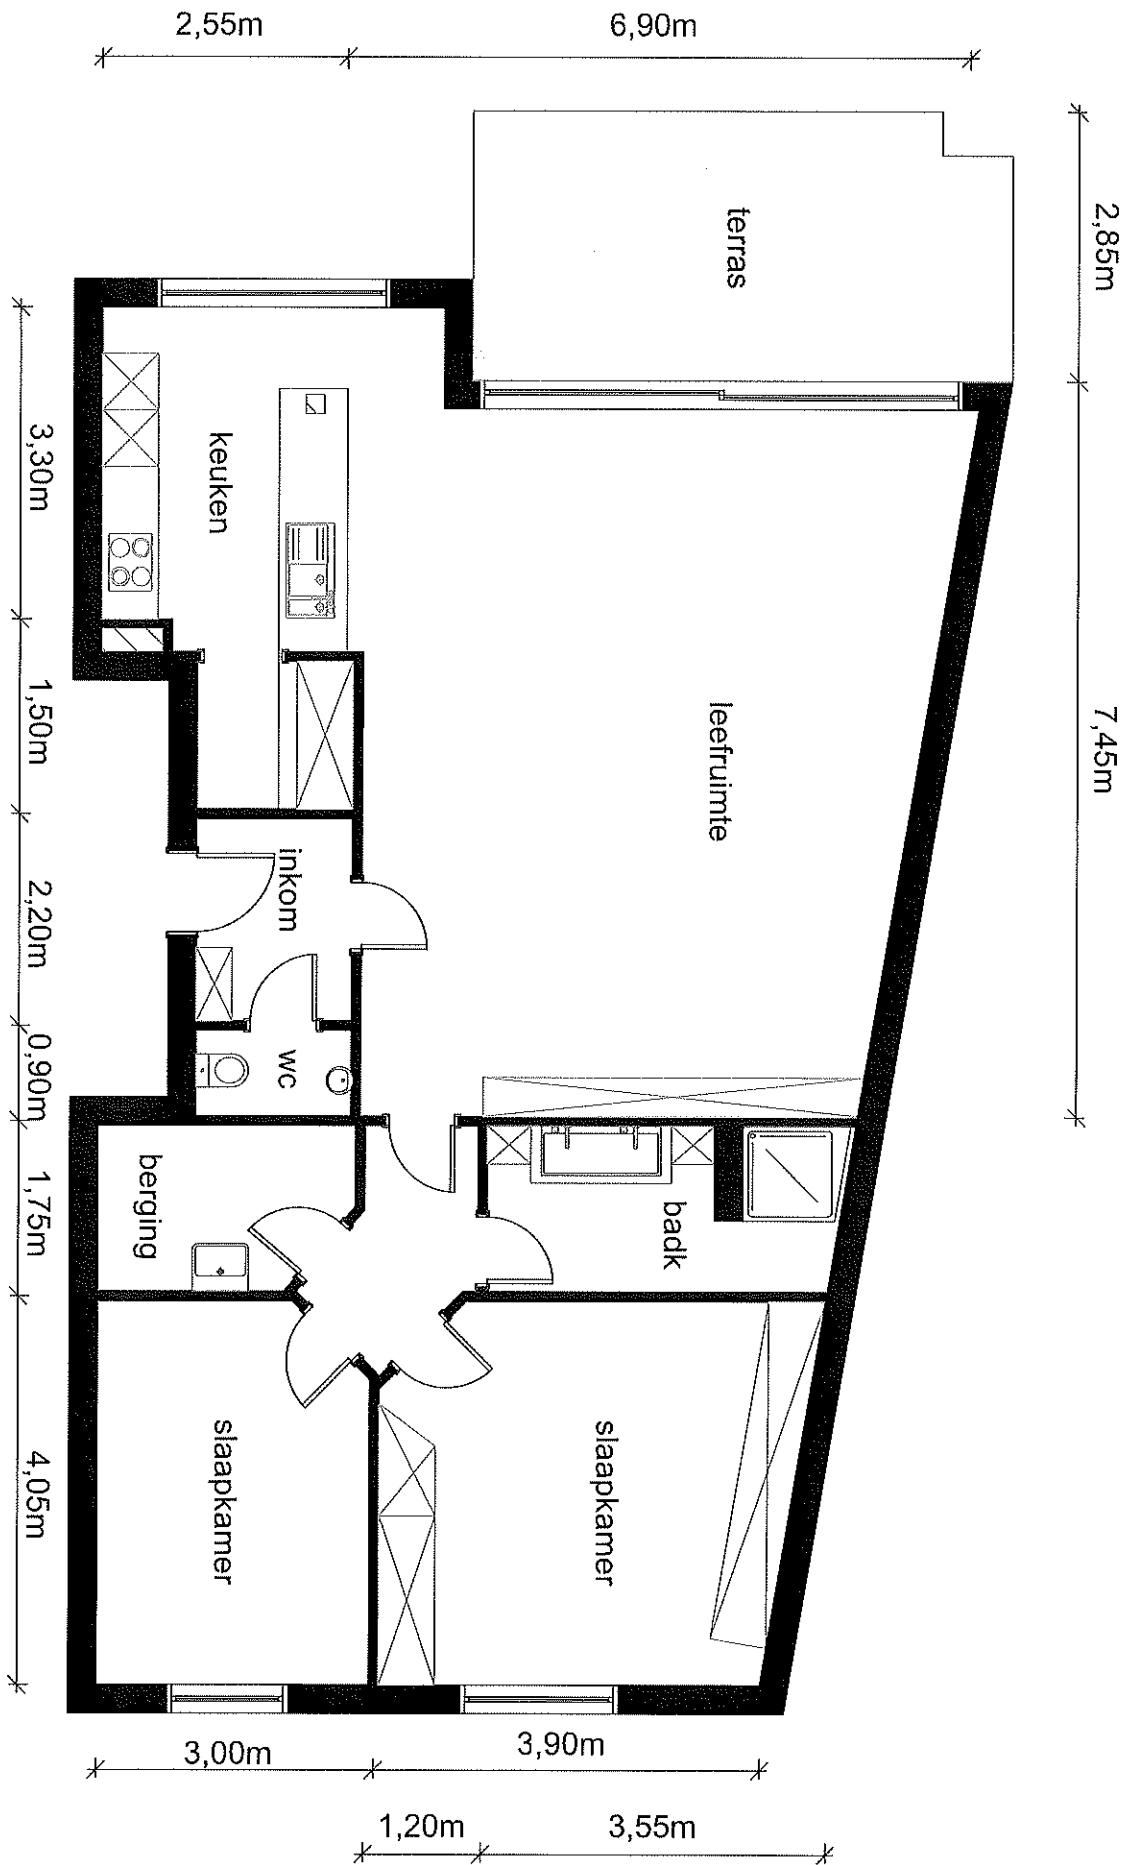 2,55m
6,90m
terras
2,85m
keuken
3,30m
leefruimte
7,45m
1,50m
inkom
2,20m
wc
0,90m
berging
badk
1,75m
slaapkamer
slaapkamer
4,05m
3,00m
3,90m
1,20m
3,55m